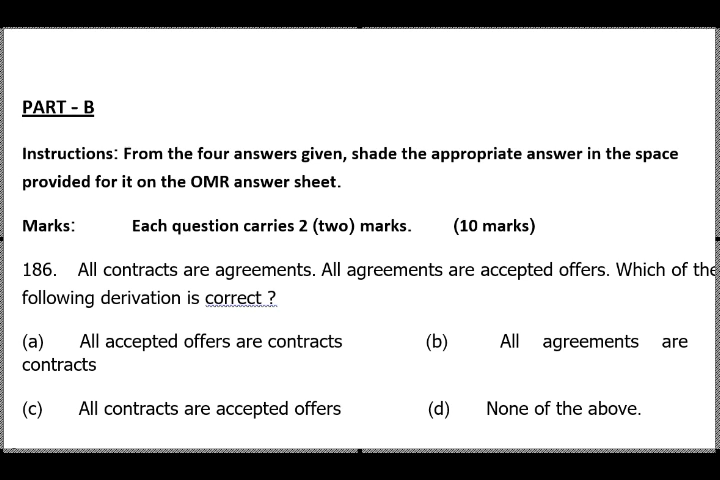 PART - B
Instructions: From the four answers given, shade the appropriate answer in the space
provided for it on the OMR answer sheet.
Marks: Each question carries 2 (two) marks. (10 marks)
186. All contracts are agreements. All agreements are accepted offers. Which of the
following derivation is correct ?
(a) All accepted offers are contracts (b) All agreements are
contracts
(c) All contracts are accepted offers (d) None of the above.